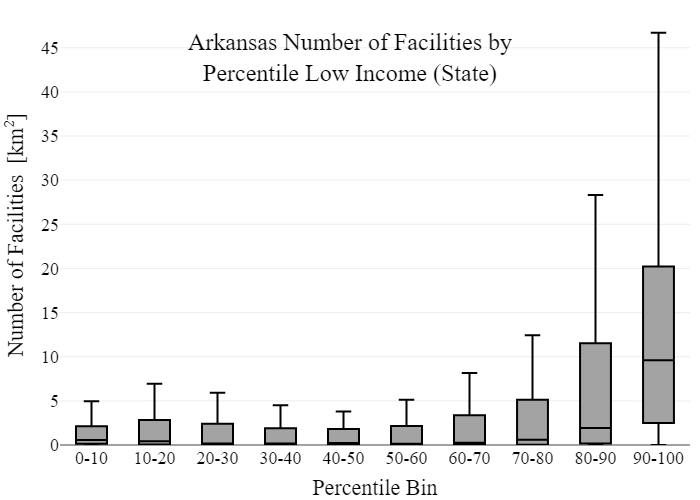 Arkansas Number of Facilities by
Percentile Low Income (State)
Number of Facilities [km²]
45
40
35
30
25
20
15
10
5
0
0-10 10-20 20-30 30-40 40-50 50-60 60-70 70-80 80-90 90-100
Percentile Bin